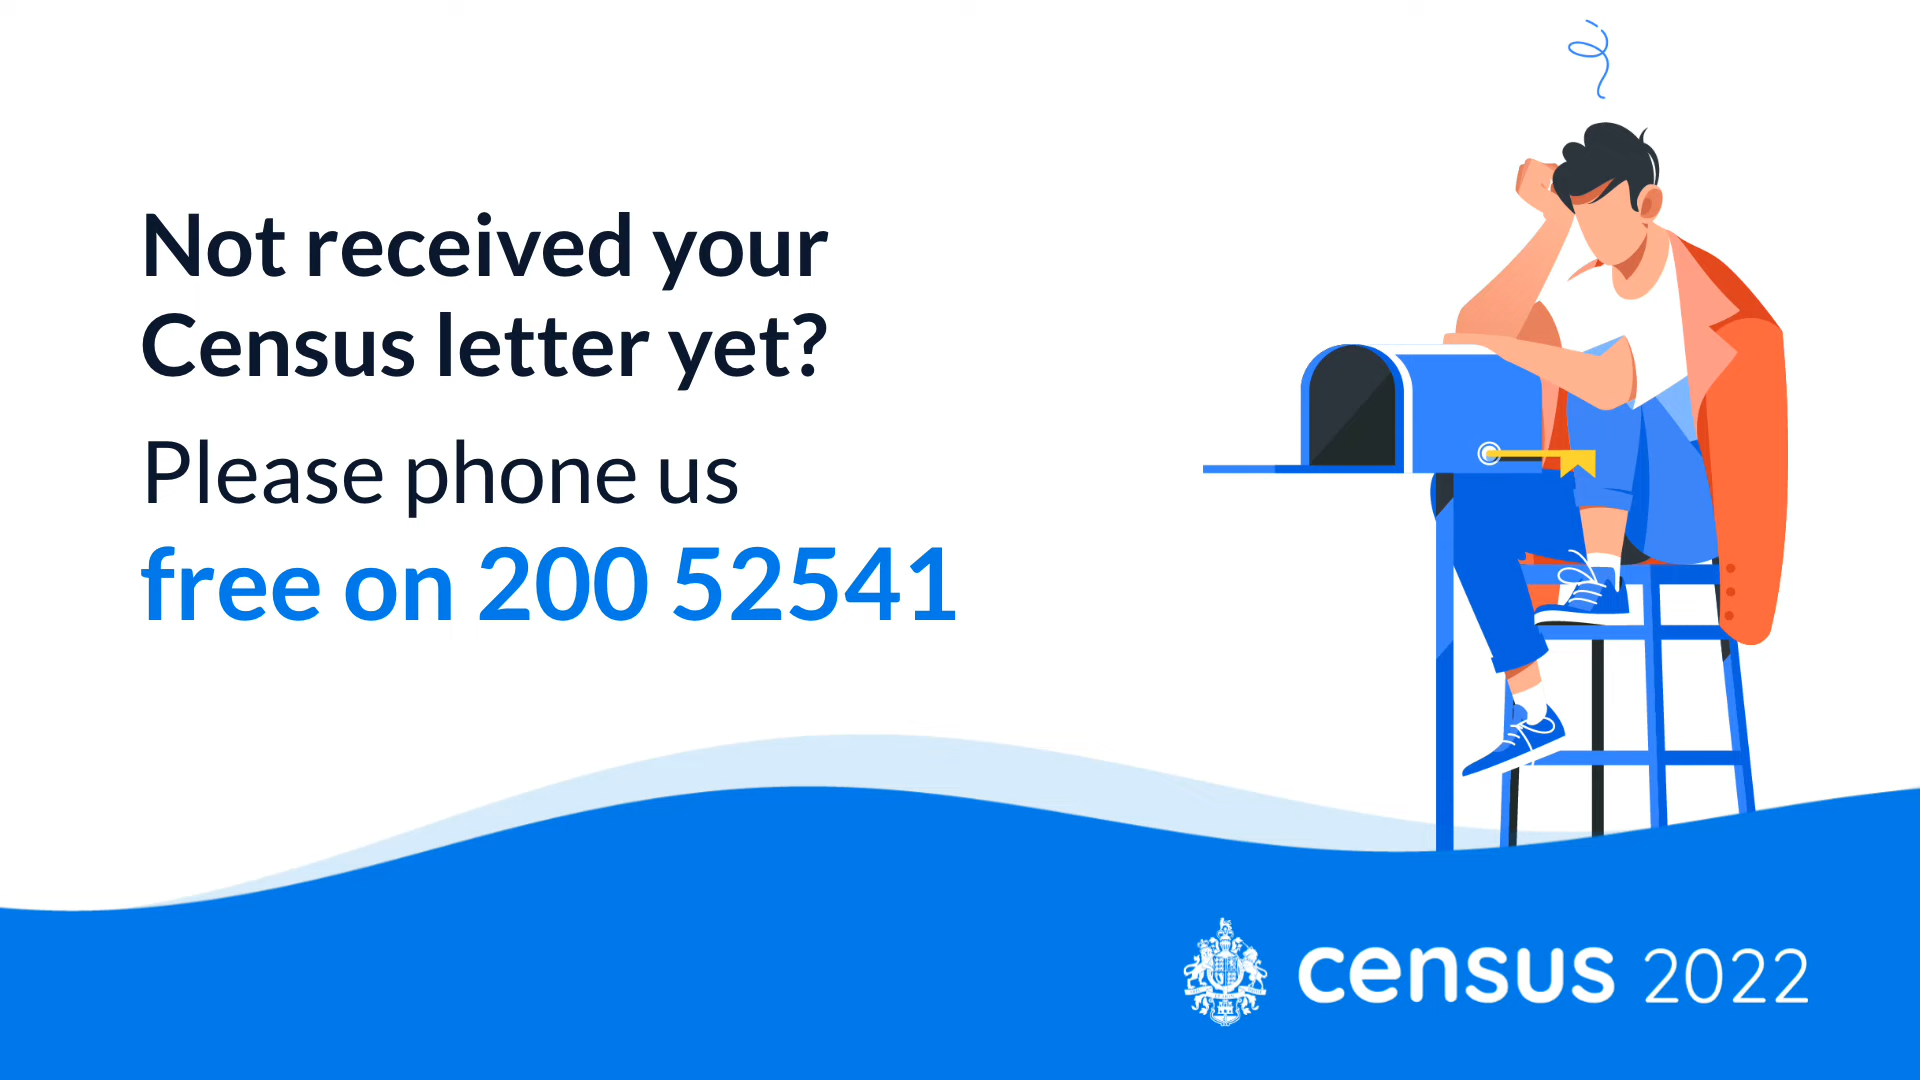 Not received your
Census letter yet?
Please phone us
free on 200 52541
census 2022